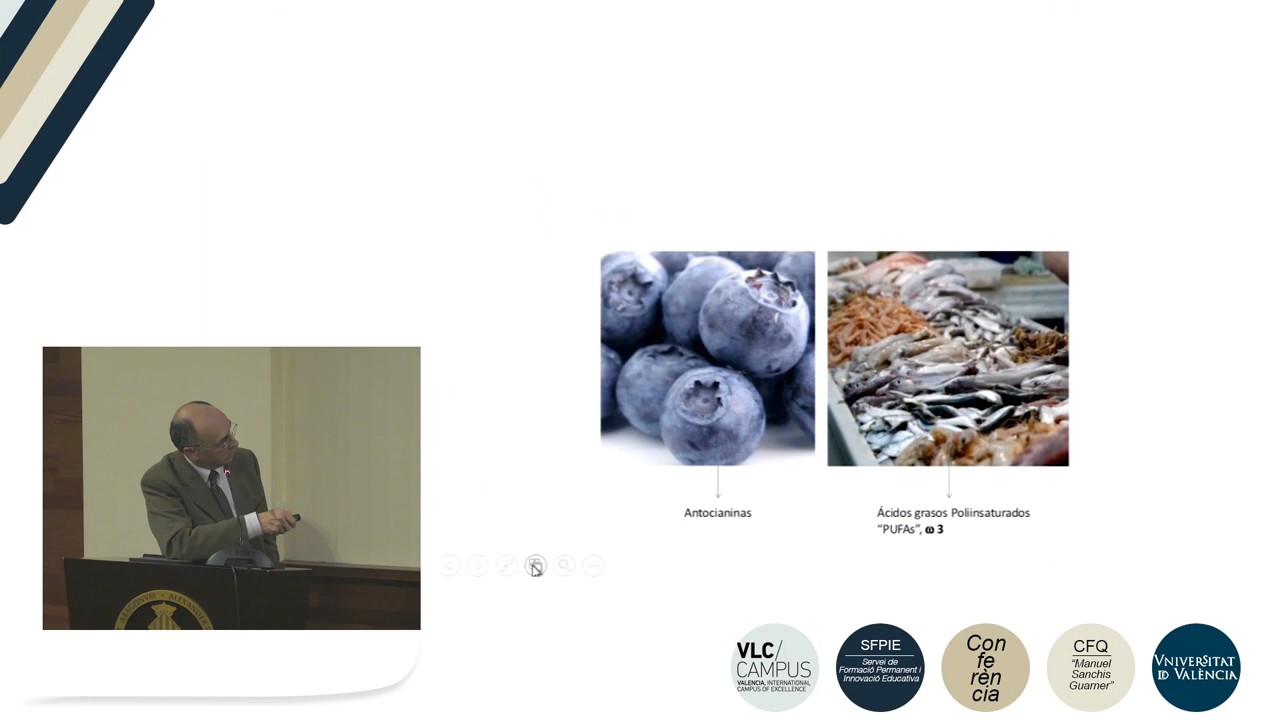 Antocianinas
Ácidos grasos Poliinsaturados
“PUFAs”, ω 3
VLC/
CAMPUS
VALENCIA, INTERNATIONAL
CAMPUS OF EXCELLENCE
SFPIE
Servei de
Formació Permanent i
Innovació Educativa
Con
fe
rèn
cia
CFQ
“Manuel
Sanchis
Guarner”
VNIVERSITAT
ID VALÈNCIA